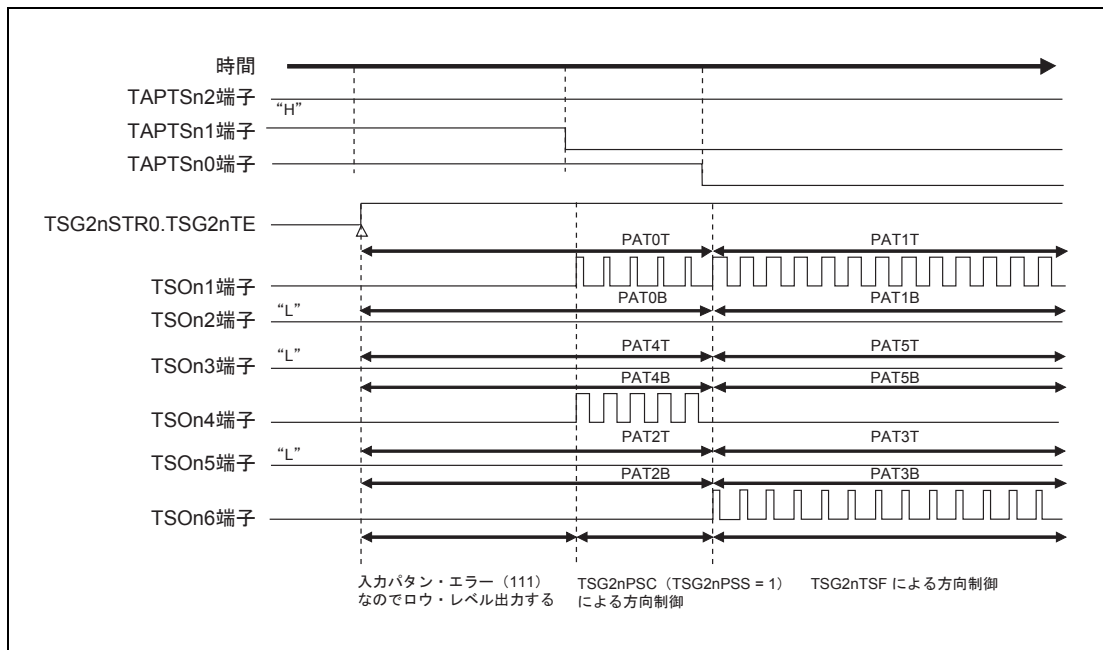 時間
TAPTSn2端子
“H”
TAPTSn1端子
TAPTSn0端子
TSG2nSTR0.TSG2nTE
PAT0T PAT1T
TSOn1端子
PAT0B PAT1B
TSOn2端子 “L”
PAT4T PAT5T
TSOn3端子 “L”
PAT4B PAT5B
TSOn4端子
PAT2T PAT3T
TSOn5端子 “L”
PAT2B PAT3B
TSOn6端子
入力パタン・エラー（111）
なのでロウ・レベル出力する
TSG2nPSC（TSG2nPSS = 1）
による方向制御
TSG2nTSF による方向制御